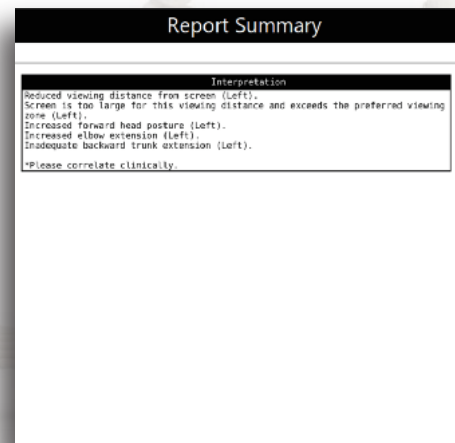 Report Summary
Interpretation
Reduced viewing distance from screen (Left).
Screen is too large for this viewing distance and exceeds the preferred viewing
zone (Left).
Increased forward head posture (Left).
Increased elbow extension (Left).
Inadequate backward trunk extension (Left).
*Please correlate clinically.